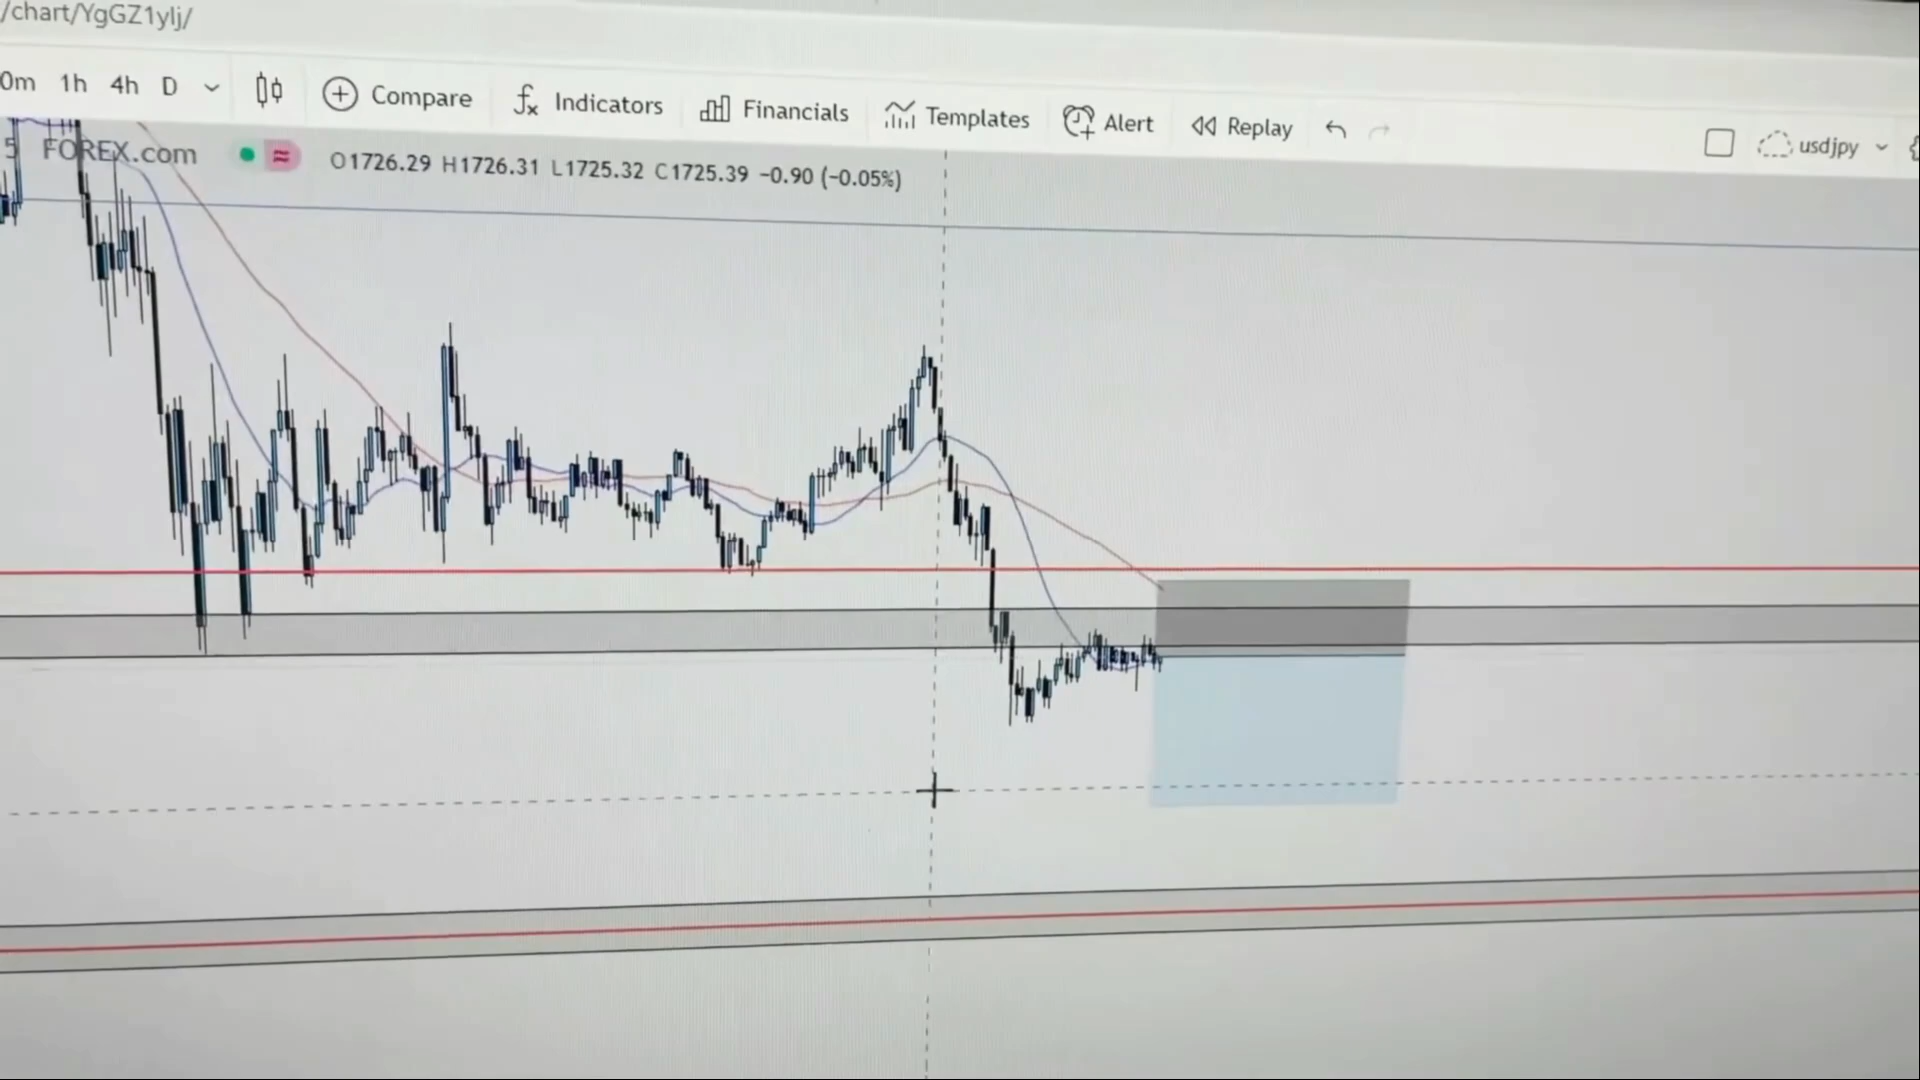 /chart/YgGZ1ylj/
0m 1h 4h D Compare Indicators Financials Templates Alert Replay usdjpy
5 FOREX.com O1726.29 H1726.31 L1725.32 C1725.39 −0.90 (−0.05%)